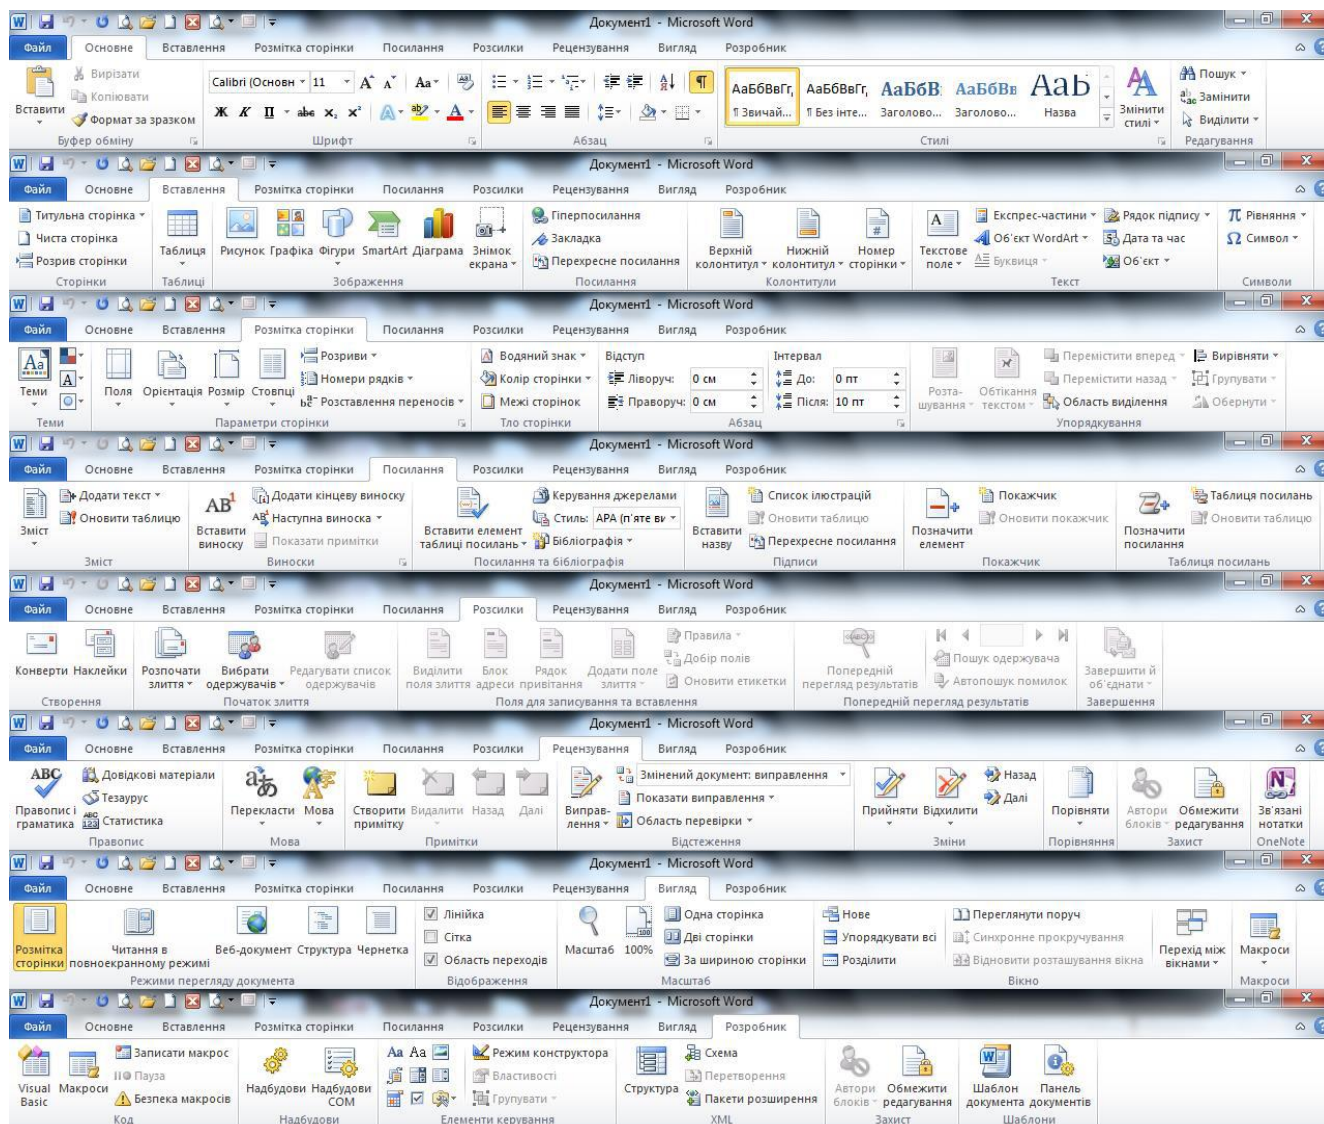 Документ1 - Microsoft Word
Файл Основне Вставлення Розмітка сторінки Посилання Розсилки Рецензування Вигляд Розробник
Вставити Вирізати Копіювати Формат за зразком Calibri (Основн 11 Aa
Ж К П abc x₂ x² A ab A
АаБбВвГг, АаБбВвГг, АаБбВ АаБбВв АаЬ
¶ Звичай... ¶ Без інте... Заголово... Заголово... Назва Змінити стилі Пошук Замінити Виділити
Буфер обміну Шрифт Абзац Стилі Редагування
Документ1 - Microsoft Word
Файл Основне Вставлення Розмітка сторінки Посилання Розсилки Рецензування Вигляд Розробник
Титульна сторінка Гіперпосилання Експрес-частини Рядок підпису Рівняння
Чиста сторінка Закладка Об'єкт WordArt Дата та час Символ
Розрив сторінки Таблиця Рисунок Графіка Фігури SmartArt Діаграма Знімок екрана Перехресне посилання Верхній колонтитул Нижній колонтитул Номер сторінки Текстове поле Буквиця Об'єкт
Сторінки Таблиці Зображення Посилання Колонтитули Текст Символи
Документ1 - Microsoft Word
Файл Основне Вставлення Розмітка сторінки Посилання Розсилки Рецензування Вигляд Розробник
Розриви Водяний знак Відступ Інтервал Перемістити вперед Вирівняти
Номери рядків Колір сторінки Ліворуч: 0 см До: 0 пт Перемістити назад Групувати
Теми Поля Орієнтація Розмір Стовпці Розставлення переносів Межі сторінок Праворуч: 0 см Після: 10 пт Розта-шування Обтікання текстом Область виділення Обернути
Теми Параметри сторінки Тло сторінки Абзац Упорядкування
Документ1 - Microsoft Word
Файл Основне Вставлення Розмітка сторінки Посилання Розсилки Рецензування Вигляд Розробник
Додати текст AB¹ Додати кінцеву виноску Керування джерелами Список ілюстрацій Покажчик Таблиця посилань
Оновити таблицю Наступна виноска Стиль: APA (п'яте ви Оновити таблицю Оновити покажчик Оновити таблицю
Зміст Вставити виноску Показати примітки Вставити елемент таблиці посилань Бібліографія Вставити назву Перехресне посилання Позначити елемент Позначити посилання
Зміст Виноски Посилання та бібліографія Підписи Покажчик Таблиця посилань
Документ1 - Microsoft Word
Файл Основне Вставлення Розмітка сторінки Посилання Розсилки Рецензування Вигляд Розробник
Правила
Добір полів Пошук одержувача
Конверти Наклейки Розпочати злиття Вибрати одержувачів Редагувати список одержувачів Виділити поля злиття Блок адреси Рядок привітання Додати поле злиття Оновити етикетки Попередній перегляд результатів Автопошук помилок Завершити й об'єднати
Створення Початок злиття Поля для записування та вставлення Попередній перегляд результатів Завершення
Документ1 - Microsoft Word
Файл Основне Вставлення Розмітка сторінки Посилання Розсилки Рецензування Вигляд Розробник
ABC Довідкові матеріали Змінений документ: виправлення Назад
Тезаурус Показати виправлення Далі
Правопис і граматика Статистика Перекласти Мова Створити примітку Видалити Назад Далі Виправ-лення Область перевірки Прийняти Відхилити Порівняти Автори блоків Обмежити редагування Зв'язані нотатки
Правопис Мова Примітки Відстеження Зміни Порівняння Захист OneNote
Документ1 - Microsoft Word
Файл Основне Вставлення Розмітка сторінки Посилання Розсилки Рецензування Вигляд Розробник
Лінійка Одна сторінка Нове Переглянути поруч
Сітка Дві сторінки Упорядкувати всі Синхронне прокручування
Розмітка сторінки Читання в повноекранному режимі Веб-документ Структура Чернетка Область переходів Масштаб 100% За шириною сторінки Розділити Відновити розташування вікна Перехід між вікнами Макроси
Режими перегляду документа Відображення Масштаб Вікно Макроси
Документ1 - Microsoft Word
Файл Основне Вставлення Розмітка сторінки Посилання Розсилки Рецензування Вигляд Розробник
Записати макрос Aa Aa Режим конструктора Схема
Пауза Властивості Перетворення
Visual Basic Макроси Безпека макросів Надбудови Надбудови COM Групувати Структура Пакети розширення Автори блоків Обмежити редагування Шаблон документа Панель документів
Код Надбудови Елементи керування XML Захист Шаблони